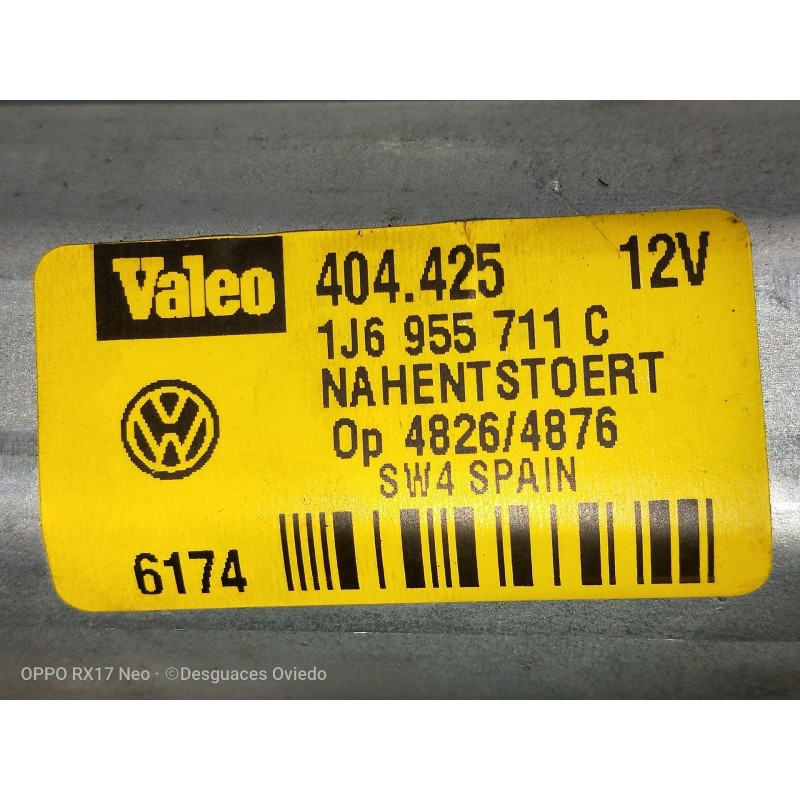 Valeo 404.425 12V
1J6 955 711 C
NAHENTSTOERT
Op 4826/4876
SW4 SPAIN
6174
OPPO RX17 Neo · ©Desguaces Oviedo